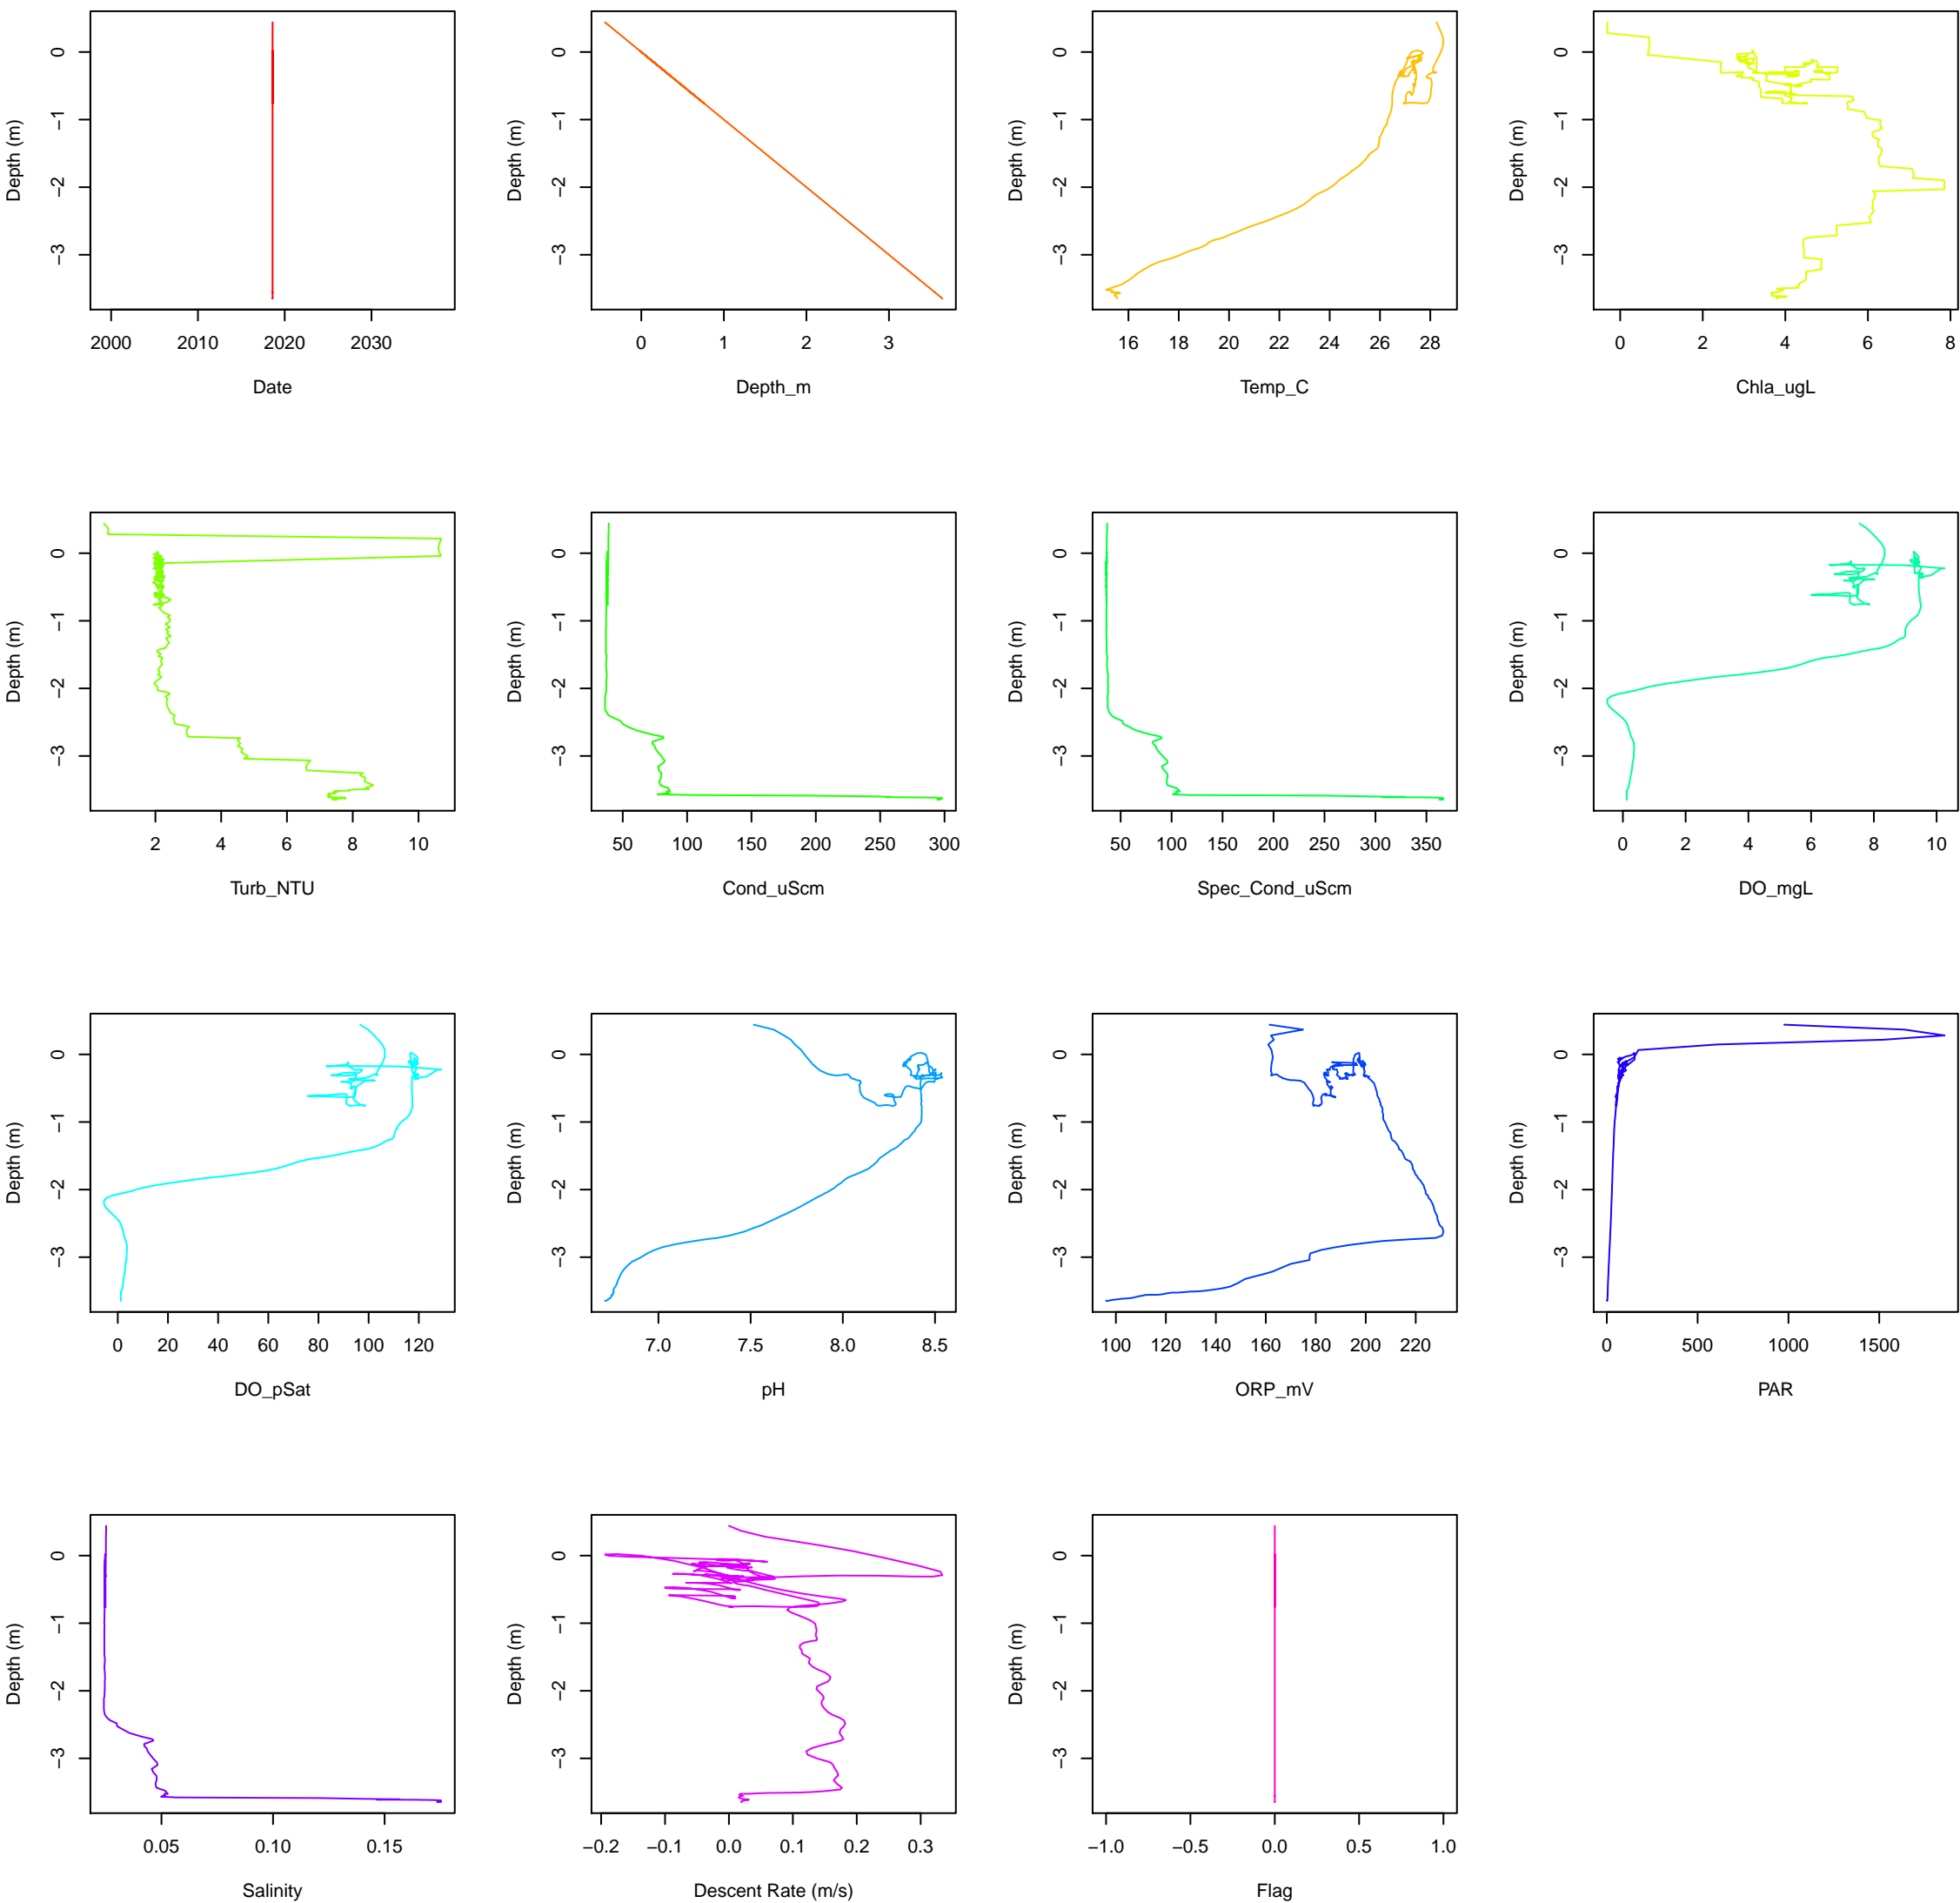 Depth (m)
0
−1
−2
−3
2000 2010 2020 2030
Date
Depth (m)
0
−1
−2
−3
0 1 2 3
Depth_m
Depth (m)
0
−1
−2
−3
16 18 20 22 24 26 28
Temp_C
Depth (m)
0
−1
−2
−3
0 2 4 6 8
Chla_ugL
Depth (m)
0
−1
−2
−3
2 4 6 8 10
Turb_NTU
Depth (m)
0
−1
−2
−3
50 100 150 200 250 300
Cond_uScm
Depth (m)
0
−1
−2
−3
50 100 150 200 250 300 350
Spec_Cond_uScm
Depth (m)
0
−1
−2
−3
0 2 4 6 8 10
DO_mgL
Depth (m)
0
−1
−2
−3
0 20 40 60 80 100 120
DO_pSat
Depth (m)
0
−1
−2
−3
7.0 7.5 8.0 8.5
pH
Depth (m)
0
−1
−2
−3
100 120 140 160 180 200 220
ORP_mV
Depth (m)
0
−1
−2
−3
0 500 1000 1500
PAR
Depth (m)
0
−1
−2
−3
0.05 0.10 0.15
Salinity
Depth (m)
0
−1
−2
−3
−0.2 −0.1 0.0 0.1 0.2 0.3
Descent Rate (m/s)
Depth (m)
0
−1
−2
−3
−1.0 −0.5 0.0 0.5 1.0
Flag